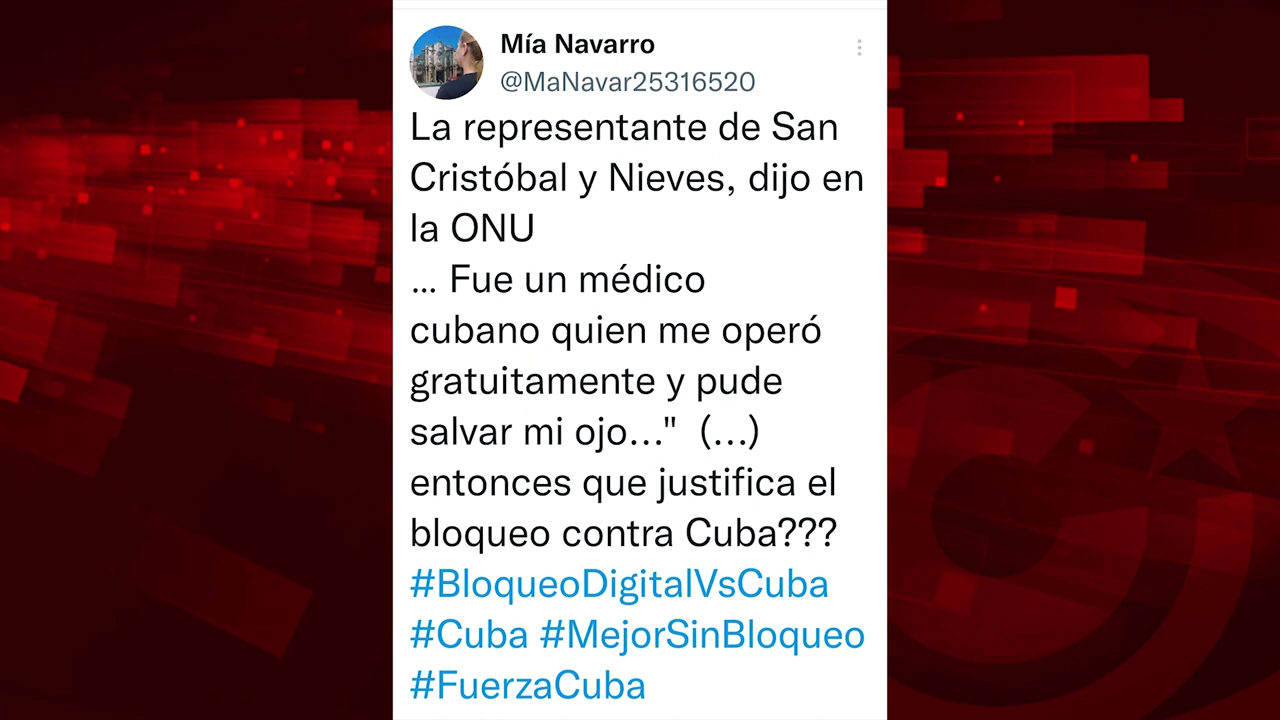 Mía Navarro
@MaNavar25316520
La representante de San
Cristóbal y Nieves, dijo en
la ONU
... Fue un médico
cubano quien me operó
gratuitamente y pude
salvar mi ojo..."  (...)
entonces que justifica el
bloqueo contra Cuba???
#BloqueoDigitalVsCuba
#Cuba #MejorSinBloqueo
#FuerzaCuba